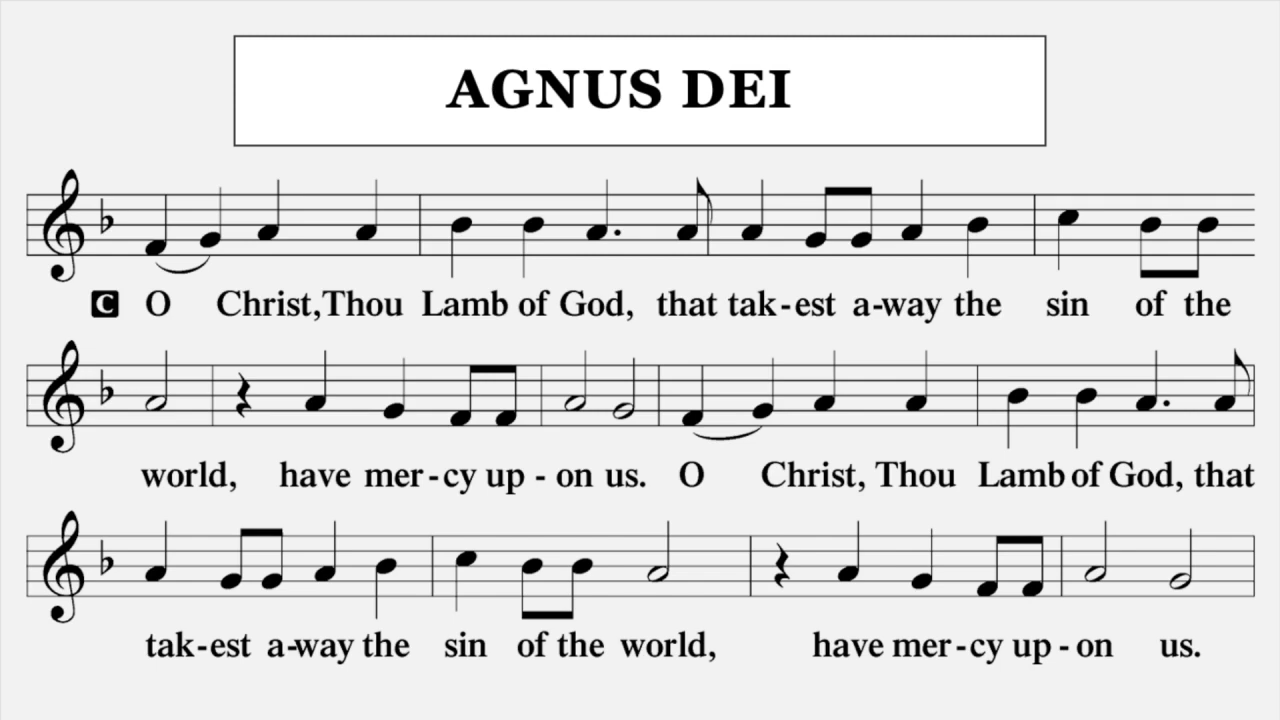 AGNUS DEI
C O Christ, Thou Lamb of God, that tak-est a-way the sin of the
world, have mer-cy up-on us. O Christ, Thou Lamb of God, that
tak-est a-way the sin of the world, have mer-cy up-on us.